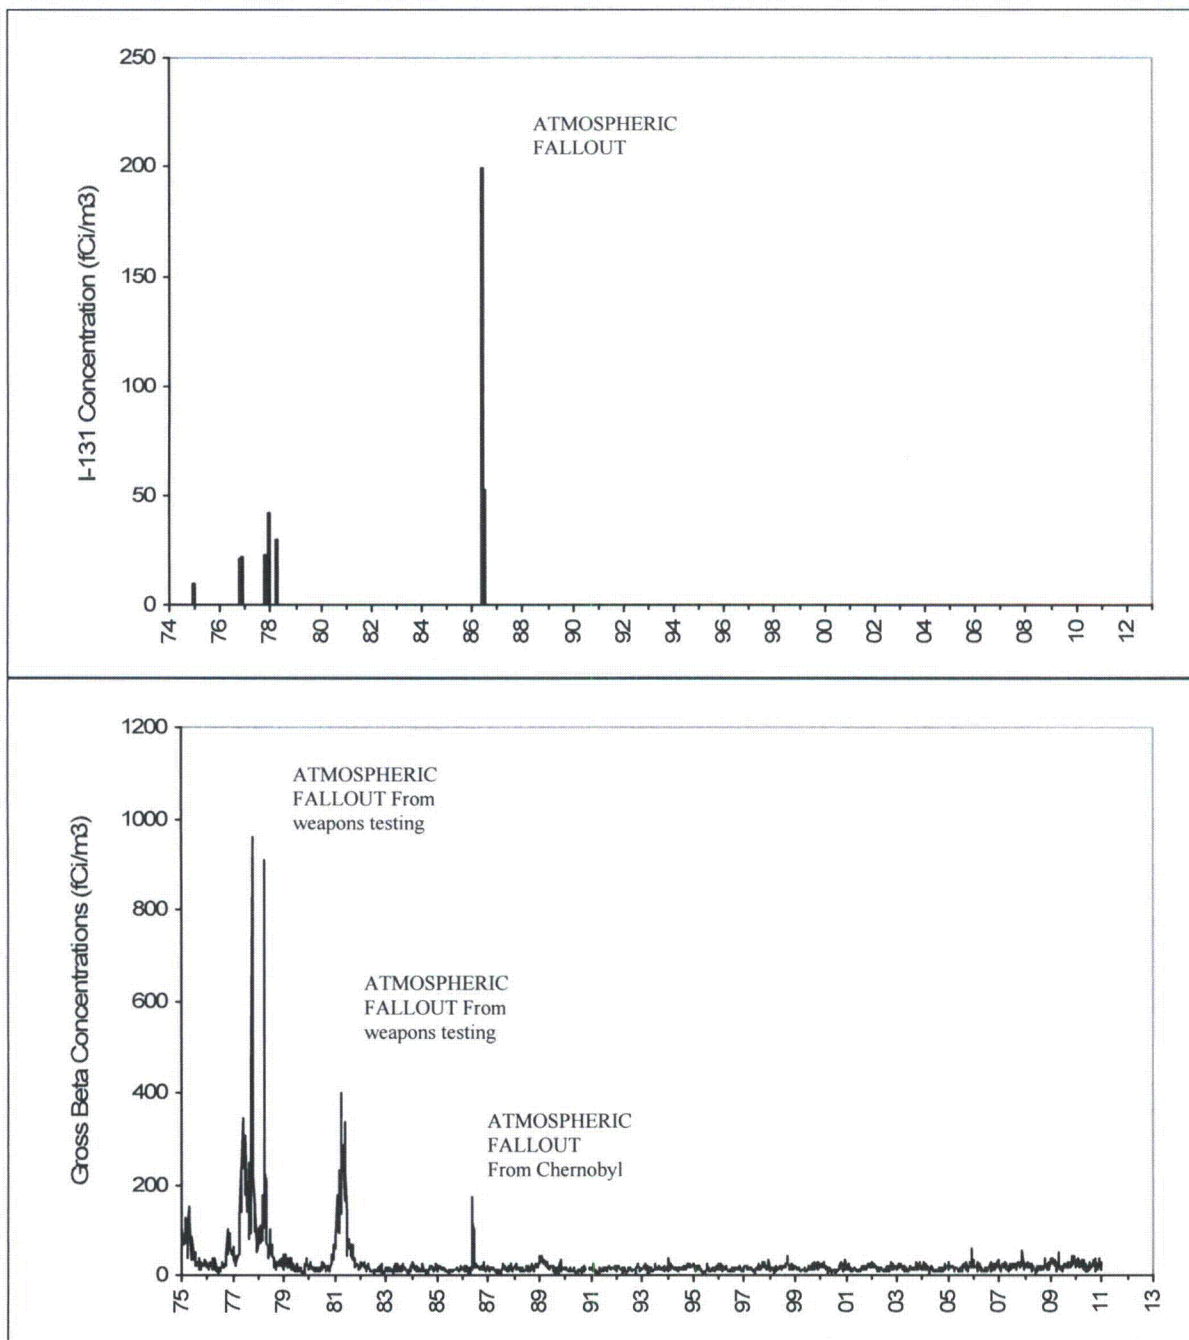 250
200
150
100
50
0
I-131 Concentration (fCi/m3)
ATMOSPHERIC
FALLOUT
74 76 78 80 82 84 86 88 90 92 94 96 98 00 02 04 06 08 10 12
1200
1000
800
600
400
200
0
Gross Beta Concentrations (fCi/m3)
ATMOSPHERIC
FALLOUT From
weapons testing
ATMOSPHERIC
FALLOUT From
weapons testing
ATMOSPHERIC
FALLOUT
From Chernobyl
75 77 79 81 83 85 87 89 91 93 95 97 99 01 03 05 07 09 11 13